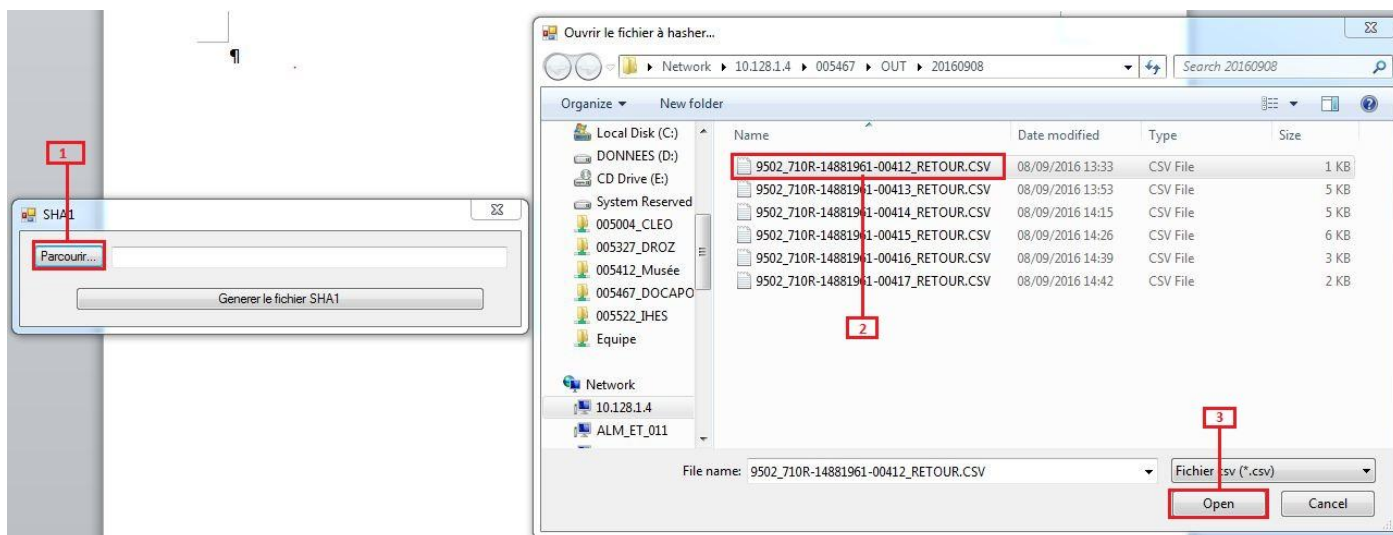 ¶
1
SHA1
Parcourir...
Generer le fichier SHA1
Ouvrir le fichier à hasher...
Network ▸ 10.128.1.4 ▸ 005467 ▸ OUT ▸ 20160908
Search 20160908
Organize
New folder
Local Disk (C:)
DONNEES (D:)
CD Drive (E:)
System Reserved
005004_CLEO
005327_DROZ
005412_Musée
005467_DOCAPO
005522_IHES
Equipe
Network
10.128.1.4
ALM_ET_011
Name Date modified Type Size
9502_710R-14881961-00412_RETOUR.CSV 08/09/2016 13:33 CSV File 1 KB
9502_710R-14881961-00413_RETOUR.CSV 08/09/2016 13:53 CSV File 5 KB
9502_710R-14881961-00414_RETOUR.CSV 08/09/2016 14:15 CSV File 5 KB
9502_710R-14881961-00415_RETOUR.CSV 08/09/2016 14:26 CSV File 6 KB
9502_710R-14881961-00416_RETOUR.CSV 08/09/2016 14:39 CSV File 3 KB
9502_710R-14881961-00417_RETOUR.CSV 08/09/2016 14:42 CSV File 2 KB
2
3
File name: 9502_710R-14881961-00412_RETOUR.CSV
Fichier csv (*.csv)
Open
Cancel